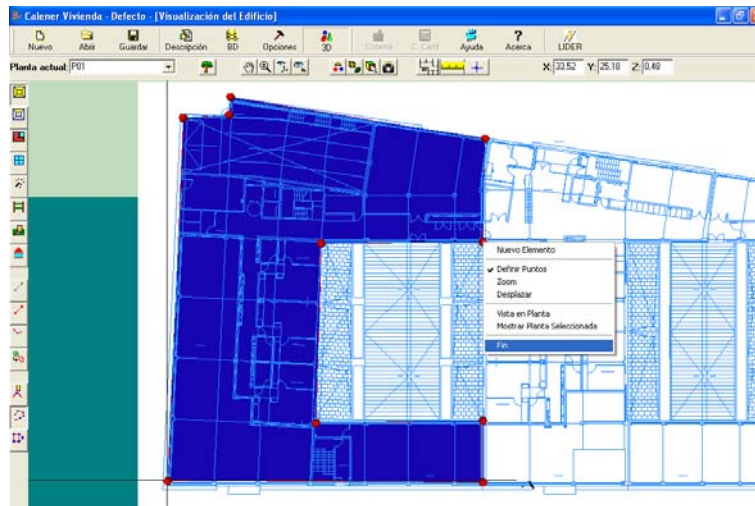 Calener Vivienda - Defecto - [Visualización del Edificio]
Nuevo Abrir Guardar Descripción BD Opciones 3D Sistema C. Certif Ayuda Acerca LIDER
Planta actual: P01 X: 33,52 Y: 25,18 Z: 0,48
Nuevo Elemento
Definir Puntos
Zoom
Desplazar
Vista en Planta
Mostrar Planta Seleccionada
Fin